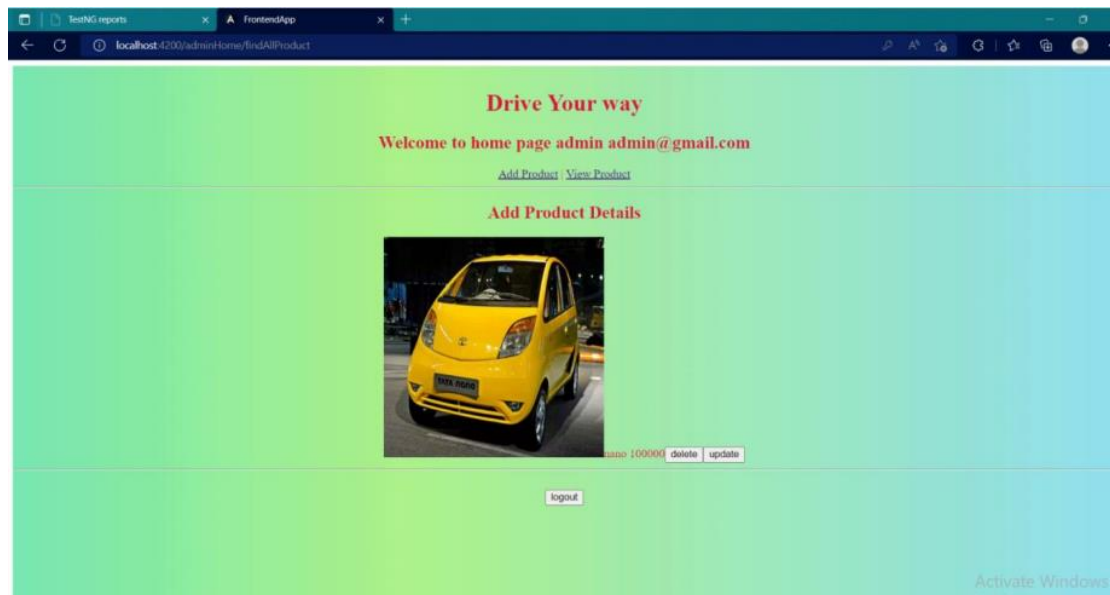 TestNG reports
FrontendApp
localhost:4200/adminHome/findAllProduct
Drive Your way
Welcome to home page admin admin@gmail.com
Add Product | View Product
Add Product Details
TATA nano
nano 100000 delete update
logout
Activate Windows